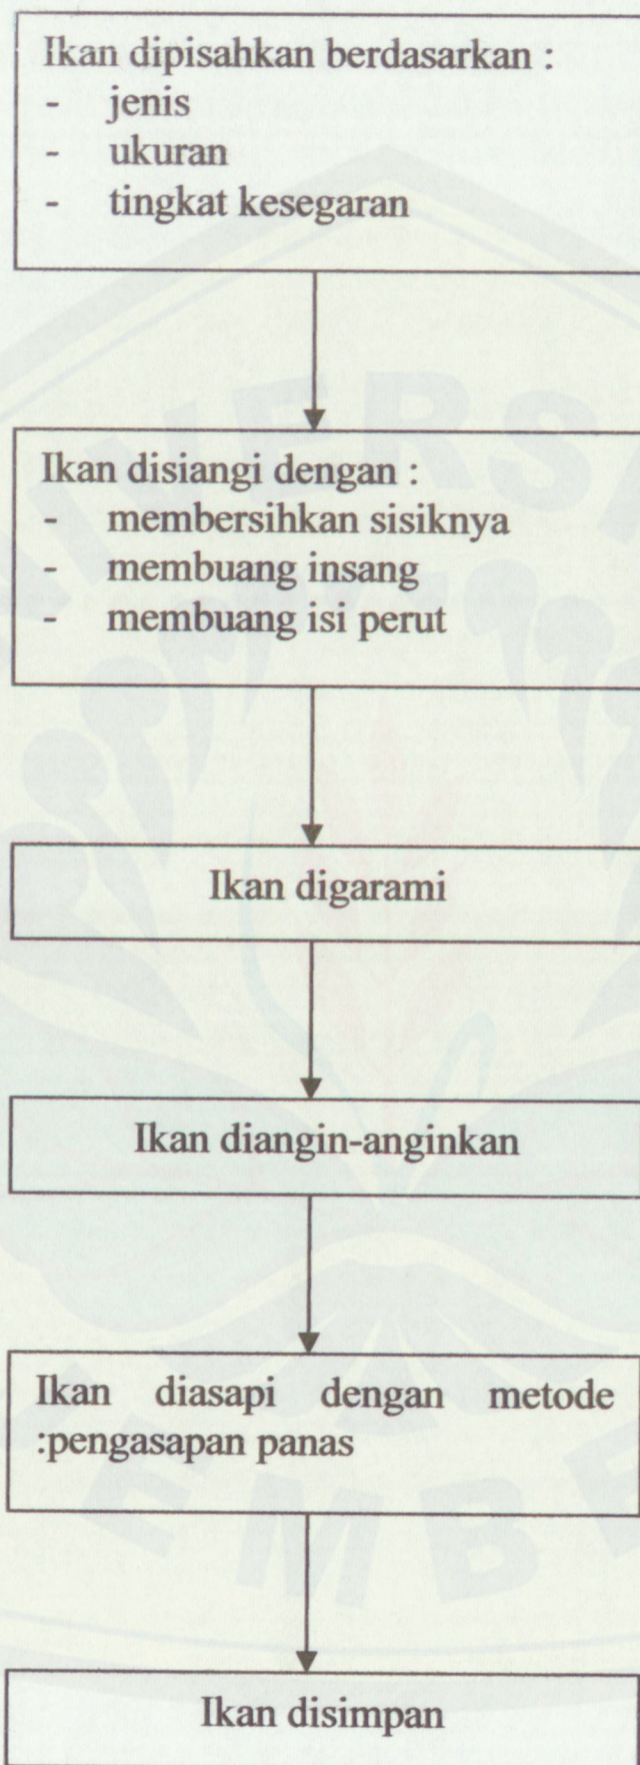 Ikan dipisahkan berdasarkan :
- jenis
- ukuran
- tingkat kesegaran
Ikan disiangi dengan :
- membersihkan sisiknya
- membuang insang
- membuang isi perut
Ikan digarami
Ikan diangin-anginkan
Ikan diasapi dengan metode
:pengasapan panas
Ikan disimpan